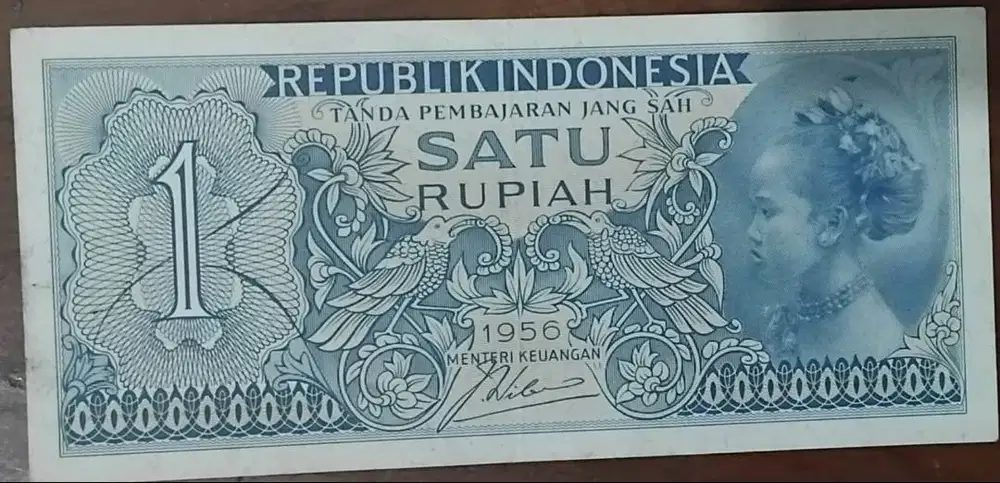 REPUBLIK INDONESIA
TANDA PEMBAJARAN JANG SAH
SATU
RUPIAH
1
1956
MENTERI KEUANGAN